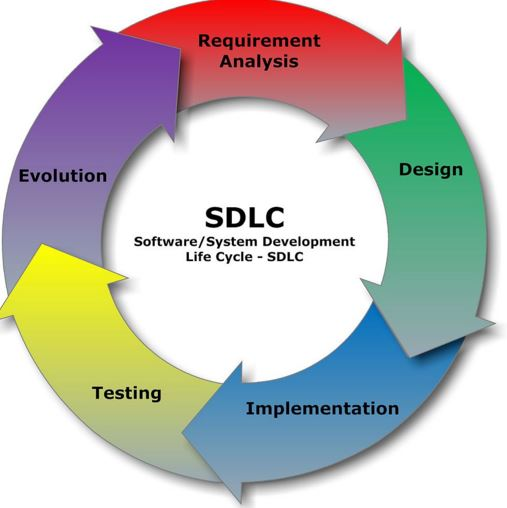 Requirement
Analysis
Design
Implementation
Testing
Evolution
SDLC
Software/System Development
Life Cycle - SDLC